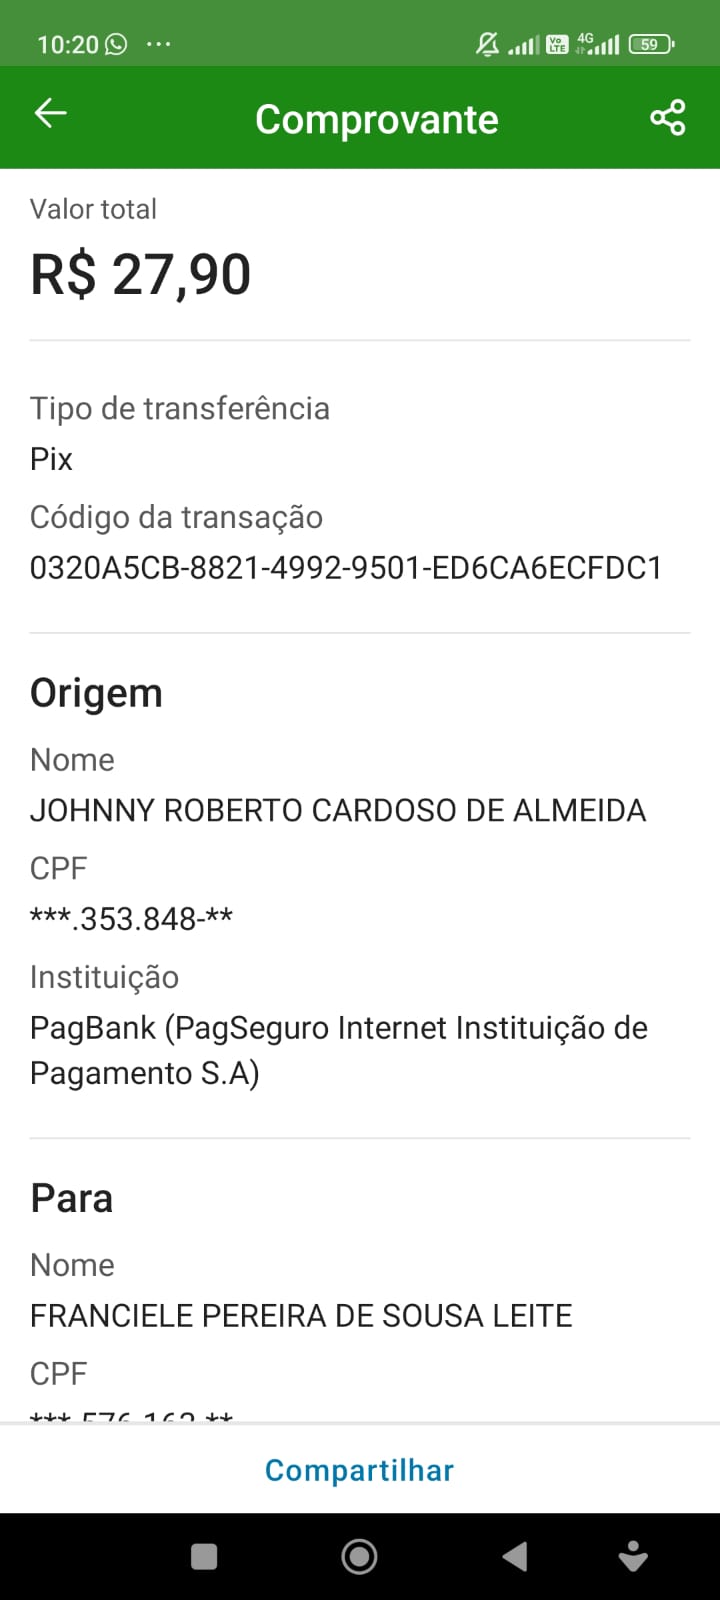 10:20
4G
Vo
LTE
59
Comprovante
Valor total
R$ 27,90
Tipo de transferência
Pix
Código da transação
0320A5CB-8821-4992-9501-ED6CA6ECFDC1
Origem
Nome
JOHNNY ROBERTO CARDOSO DE ALMEIDA
CPF
***.353.848-**
Instituição
PagBank (PagSeguro Internet Instituição de
Pagamento S.A)
Para
Nome
FRANCIELE PEREIRA DE SOUSA LEITE
CPF
Compartilhar